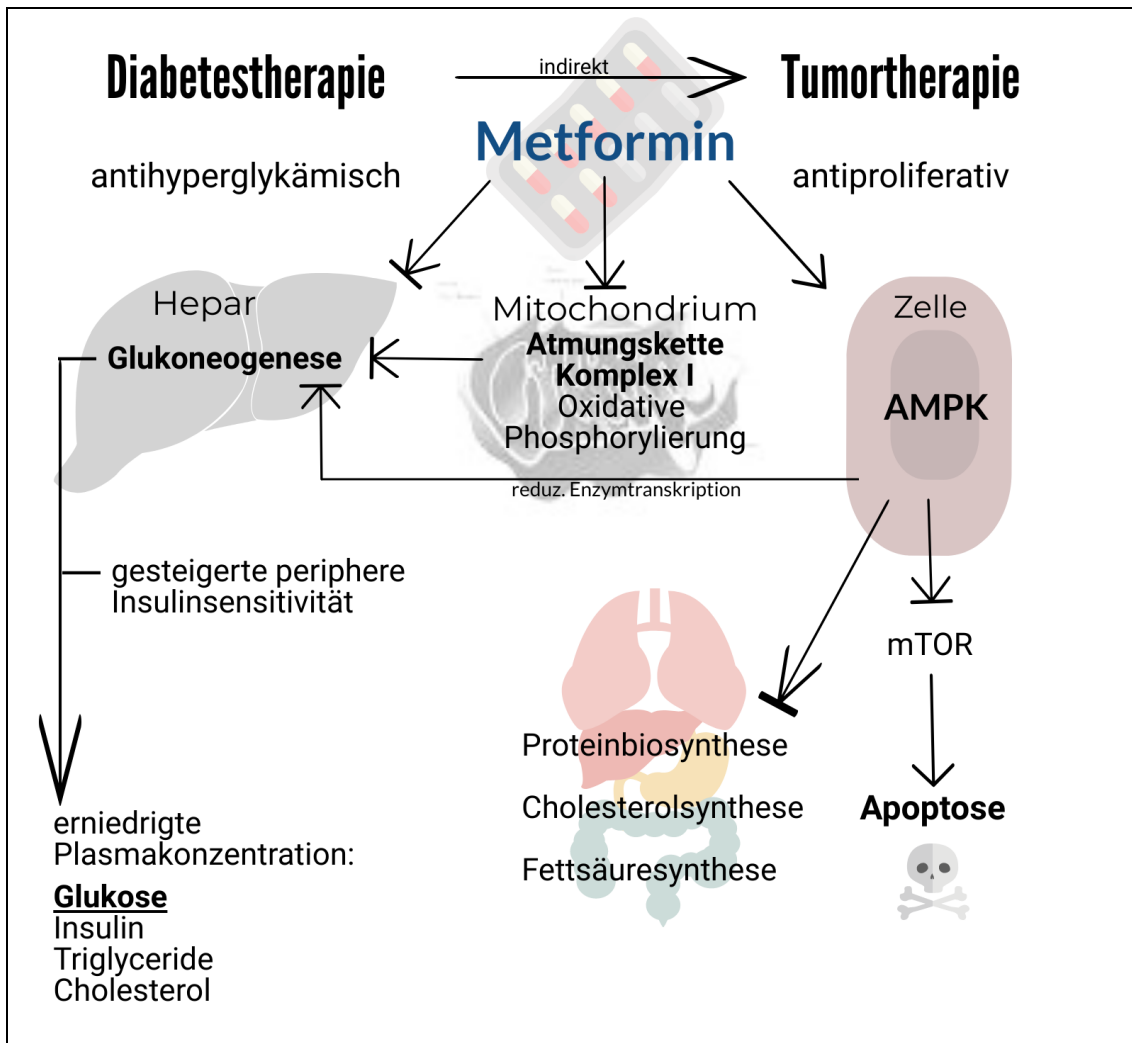 Diabetestherapie
indirekt
Tumortherapie
Metformin
antihyperglykämisch
antiproliferativ
Hepar
Glukoneogenese
Mitochondrium
Atmungskette
Komplex I
Oxidative
Phosphorylierung
Zelle
AMPK
reduz. Enzymtranskription
gesteigerte periphere
Insulinsensitivität
mTOR
Proteinbiosynthese
Cholesterolsynthese
Fettsäuresynthese
Apoptose
erniedrigte
Plasmakonzentration:
Glukose
Insulin
Triglyceride
Cholesterol